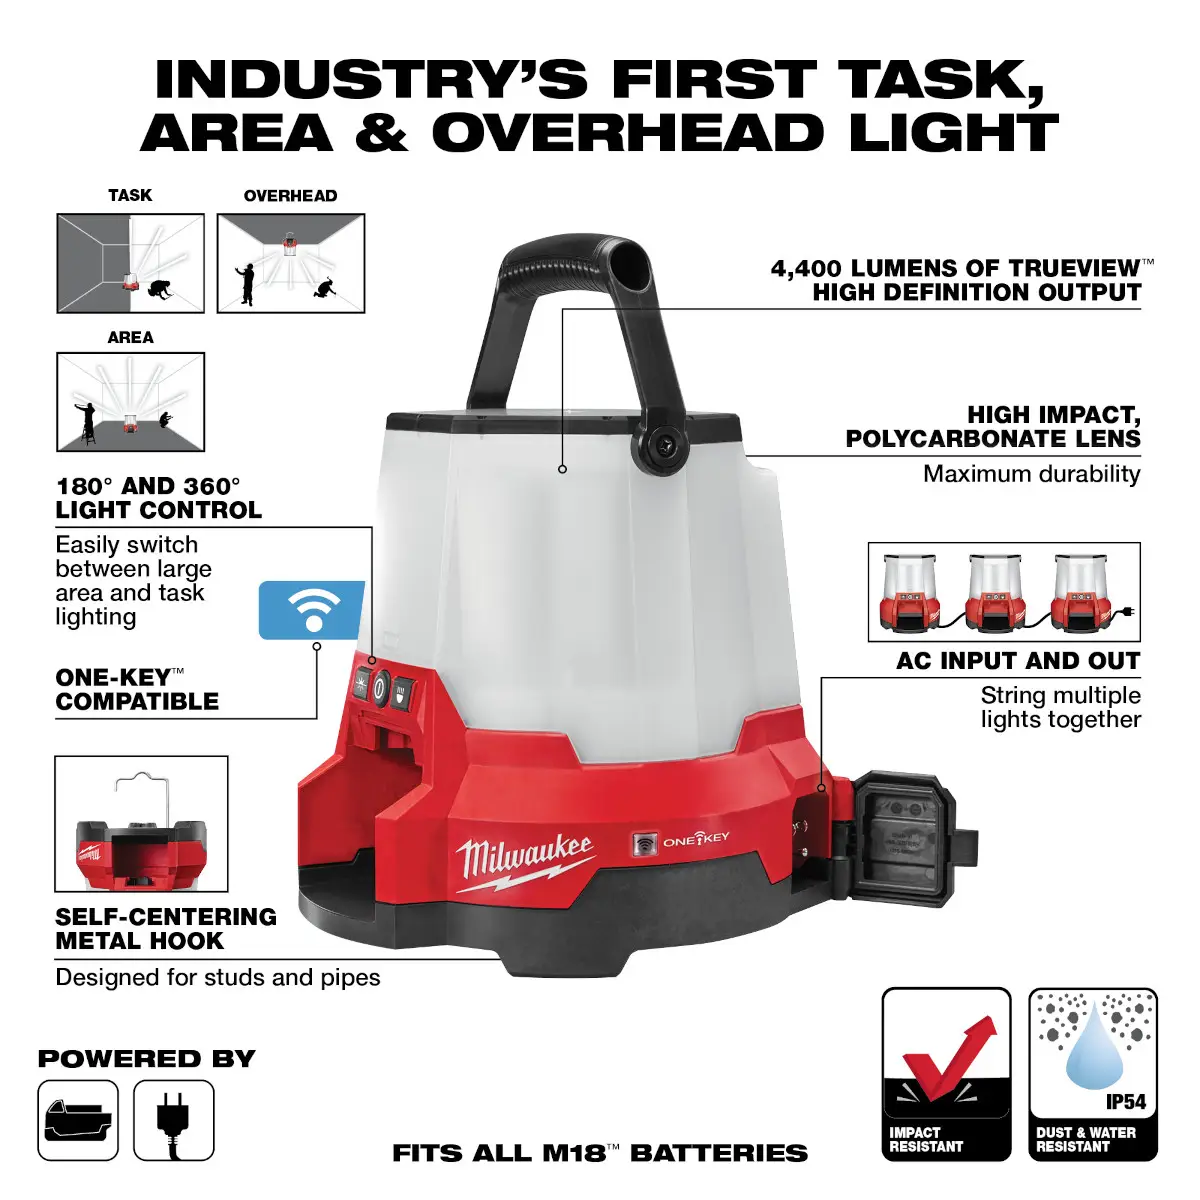 INDUSTRY'S FIRST TASK,
AREA & OVERHEAD LIGHT
TASK
OVERHEAD
AREA
4,400 LUMENS OF TRUEVIEW™
HIGH DEFINITION OUTPUT
HIGH IMPACT,
POLYCARBONATE LENS
Maximum durability
180° AND 360°
LIGHT CONTROL
Easily switch
between large
area and task
lighting
ONE-KEY™
COMPATIBLE
AC INPUT AND OUT
String multiple
lights together
Milwaukee
ONE KEY
Milwaukee
SELF-CENTERING
METAL HOOK
Designed for studs and pipes
POWERED BY
FITS ALL M18™ BATTERIES
IMPACT
RESISTANT
IP54
DUST & WATER
RESISTANT